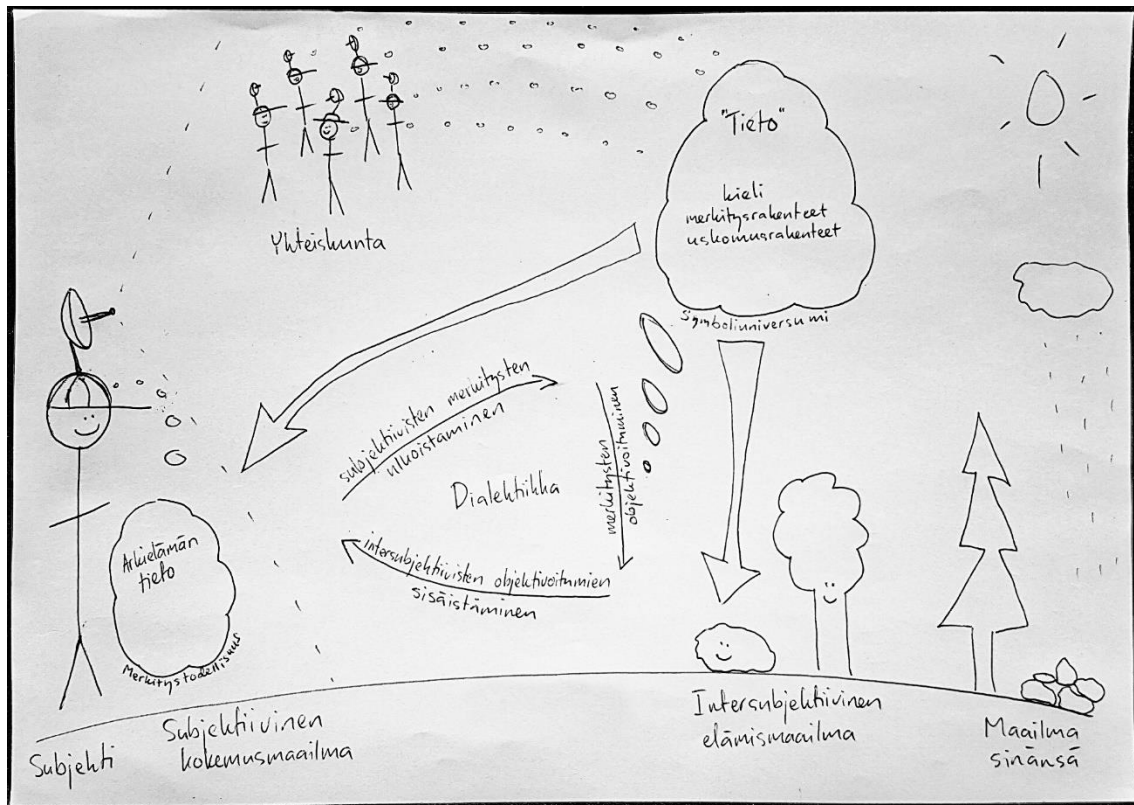 "Tieto"
kieli
merkitysrakenteet
uskomusrakenteet
Symboliuniversumi
Yhteiskunta
subjektiivisten merkitysten
ulkoistaminen
merkitysten
objektivoituminen
Dialektiikka
intersubjektiivisten objektivoitumien
sisäistäminen
Arkielämän
tieto
Merkitystodellisuus
Subjekti
Subjektiivinen
kokemusmaailma
Intersubjektiivinen
elämismaailma
Maailma
sinänsä